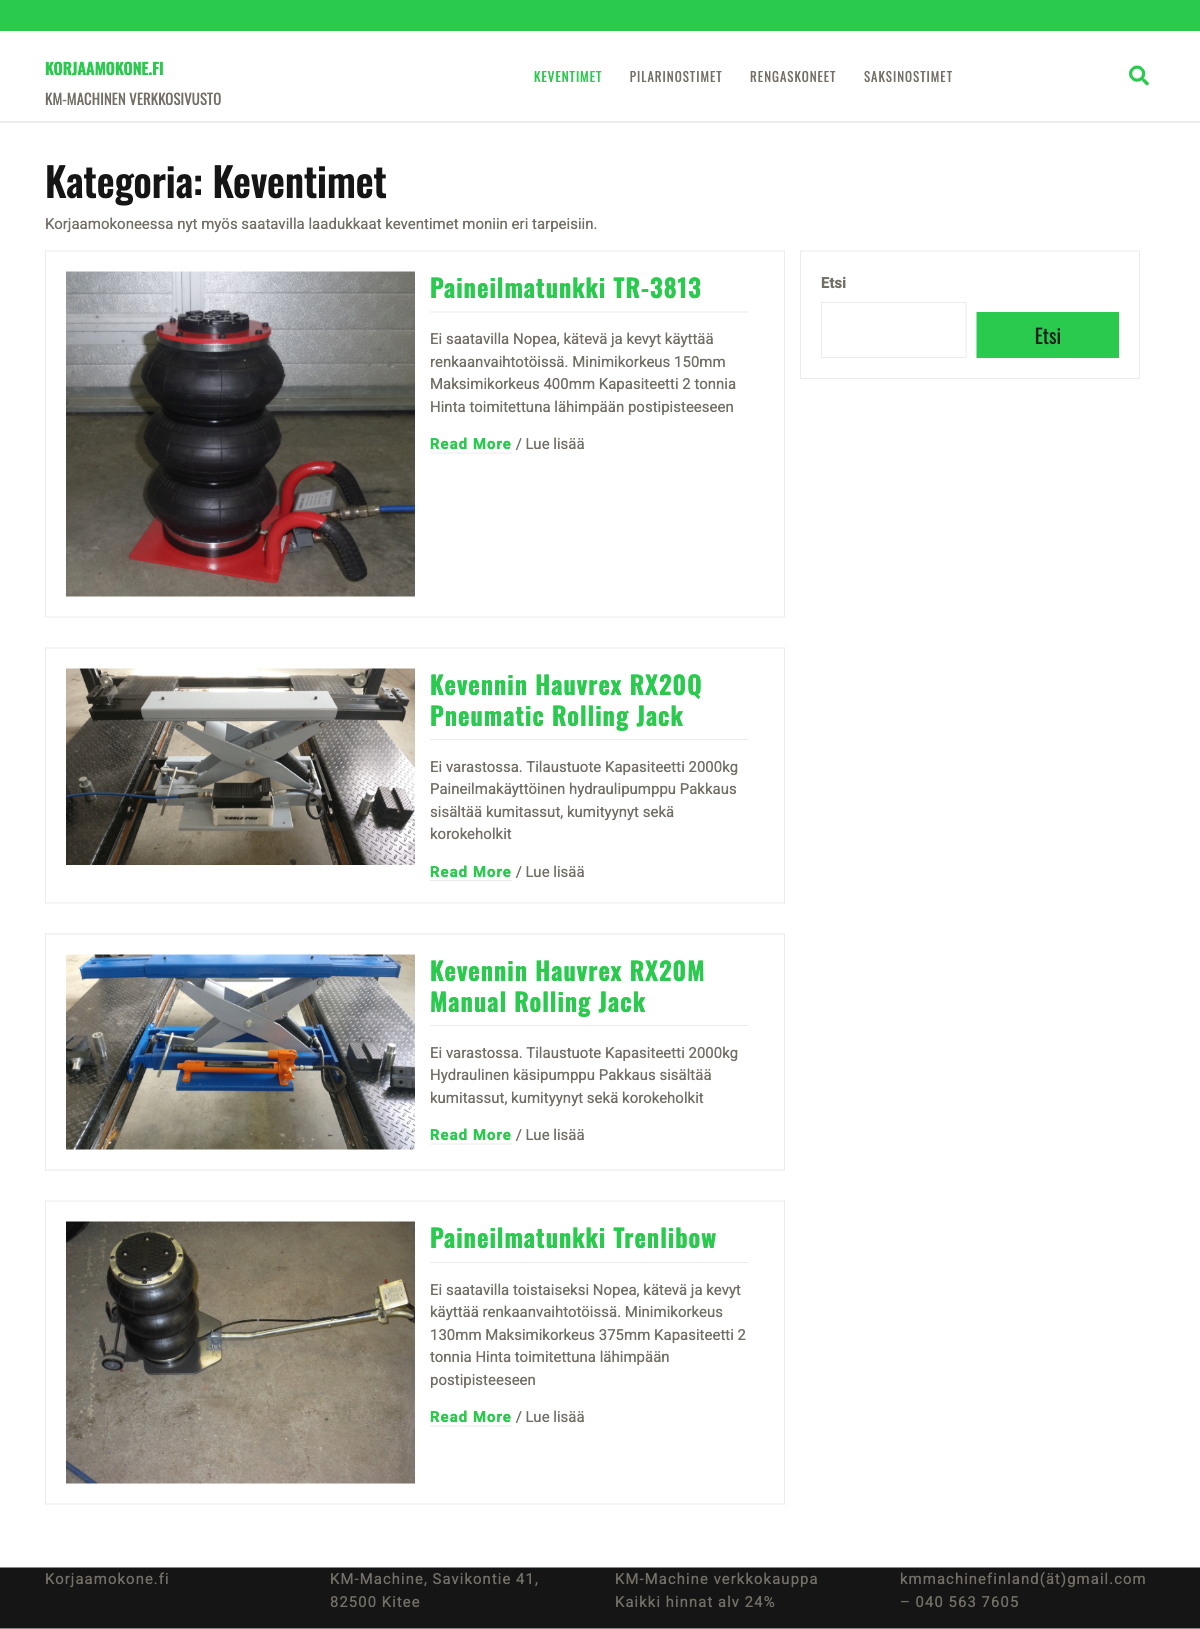 KORJAAMOKONE.FI
KM-MACHINEN VERKKOSIVUSTO
KEVENTIMET PILARINOSTIMET RENGASKONEET SAKSINOSTIMET
Kategoria: Keventimet
Korjaamokoneessa nyt myös saatavilla laadukkaat keventimet moniin eri tarpeisiin.
Paineilmatunkki TR-3813
Ei saatavilla Nopea, kätevä ja kevyt käyttää
renkaanvaihtotöissä. Minimikorkeus 150mm
Maksimikorkeus 400mm Kapasiteetti 2 tonnia
Hinta toimitettuna lähimpään postipisteeseen
Read More / Lue lisää
Etsi
Etsi
Kevennin Hauvrex RX20Q
Pneumatic Rolling Jack
Ei varastossa. Tilaustuote Kapasiteetti 2000kg
Paineilmakäyttöinen hydraulipumppu Pakkaus
sisältää kumitassut, kumityynyt sekä
korokeholkit
Read More / Lue lisää
Kevennin Hauvrex RX20M
Manual Rolling Jack
Ei varastossa. Tilaustuote Kapasiteetti 2000kg
Hydraulinen käsipumppu Pakkaus sisältää
kumitassut, kumityynyt sekä korokeholkit
Read More / Lue lisää
Paineilmatunkki Trenlibow
Ei saatavilla toistaiseksi Nopea, kätevä ja kevyt
käyttää renkaanvaihtotöissä. Minimikorkeus
130mm Maksimikorkeus 375mm Kapasiteetti 2
tonnia Hinta toimitettuna lähimpään
postipisteeseen
Read More / Lue lisää
Korjaamokone.fi
KM-Machine, Savikontie 41,
82500 Kitee
KM-Machine verkkokauppa
Kaikki hinnat alv 24%
kmmachinefinland(ät)gmail.com
– 040 563 7605